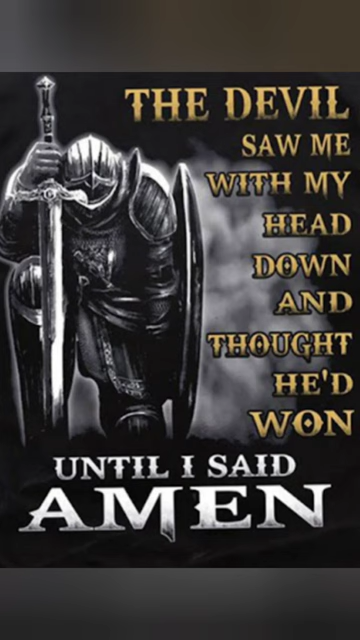 THE DEVIL
SAW ME
WITH MY
HEAD
DOWN
AND
THOUGHT
HE'D
WON
UNTIL I SAID
AMEN